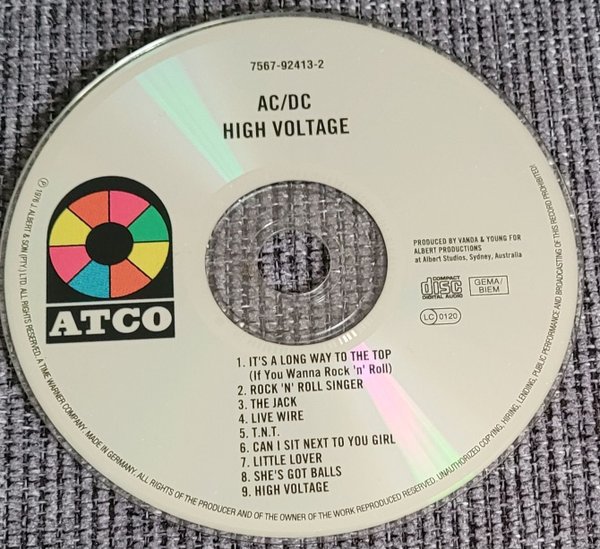 7567-92413-2
AC/DC
HIGH VOLTAGE
ATCO
PRODUCED BY VANDA & YOUNG FOR
ALBERT PRODUCTIONS
at Albert Studios, Sydney, Australia
COMPACT
disc
DIGITAL AUDIO
GEMA/
BIEM
LC 0120
1. IT'S A LONG WAY TO THE TOP
(If You Wanna Rock 'n' Roll)
2. ROCK 'N' ROLL SINGER
3. THE JACK
4. LIVE WIRE
5. T.N.T.
6. CAN I SIT NEXT TO YOU GIRL
7. LITTLE LOVER
8. SHE'S GOT BALLS
9. HIGH VOLTAGE
℗ 1976 J. ALBERT & SON (PTY.) LTD. ALL RIGHTS RESERVED. A TIME WARNER COMPANY. MADE IN GERMANY. ALL RIGHTS OF THE PRODUCER AND OF THE OWNER OF THE WORK REPRODUCED RESERVED. UNAUTHORIZED COPYING, HIRING, LENDING, PUBLIC PERFORMANCE AND BROADCASTING OF THIS RECORD PROHIBITED!